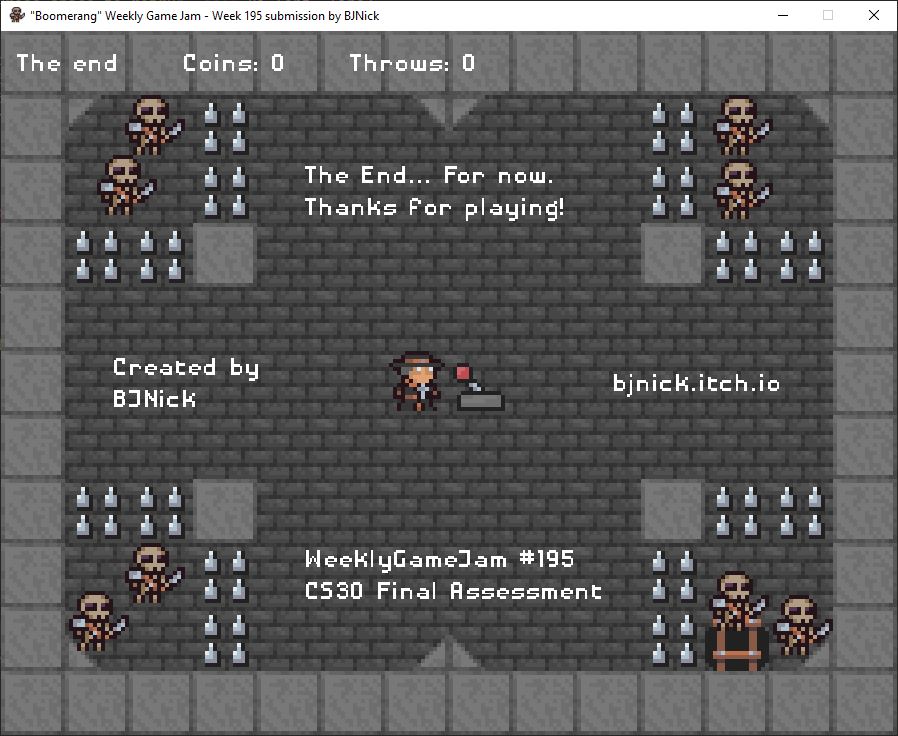 "Boomerang" Weekly Game Jam - Week 195 submission by BJNick
The end Coins: 0 Throws: 0
The End... For now.
Thanks for playing!
Created by
BJNick
bjnick.itch.io
WeeklyGameJam #195
CS30 Final Assessment